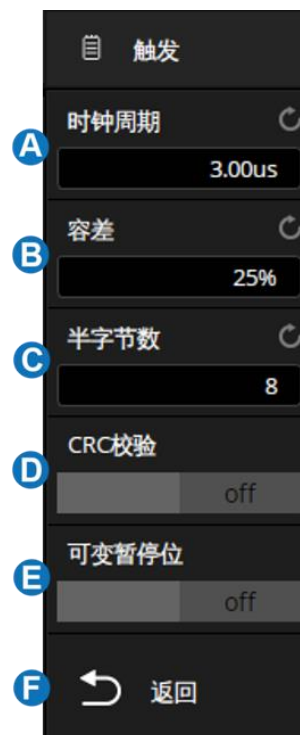 触发
A
时钟周期
3.00us
B
容差
25%
C
半字节数
8
D
CRC校验
off
E
可变暂停位
off
F
返回